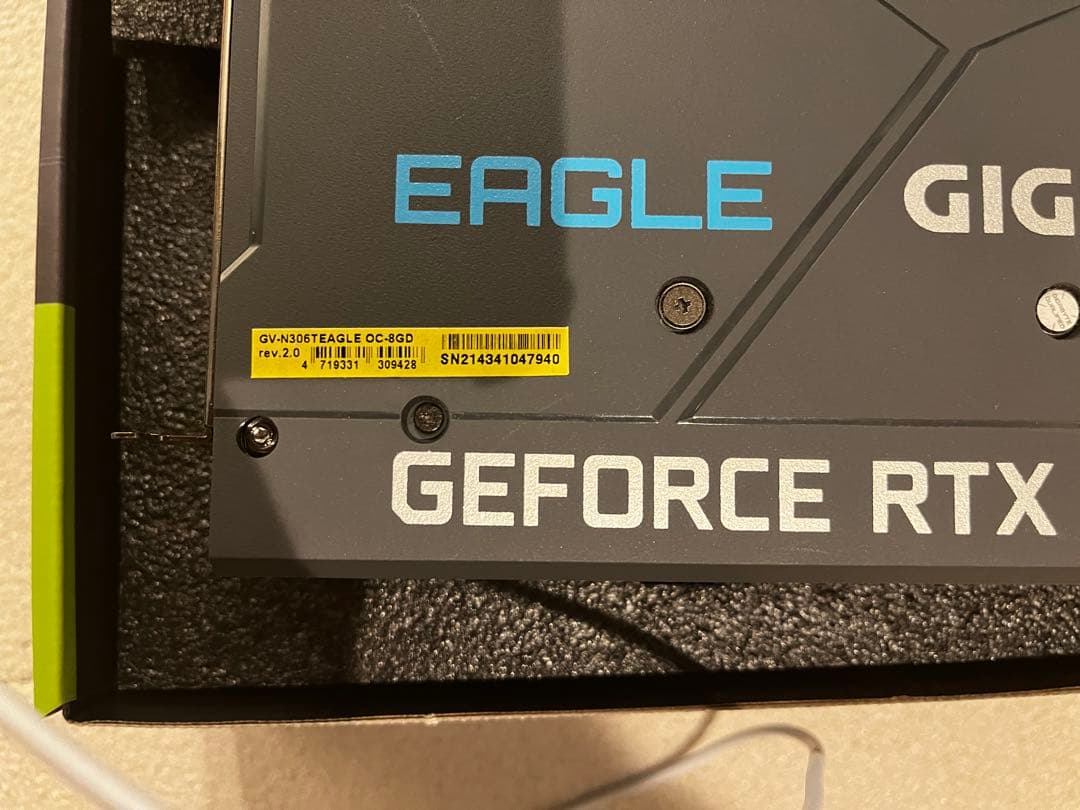 EAGLE
GIG
GV-N306TEAGLE OC-8GD
rev.2.0
4 719331 309428
SN214341047940
GEFORCE RTX